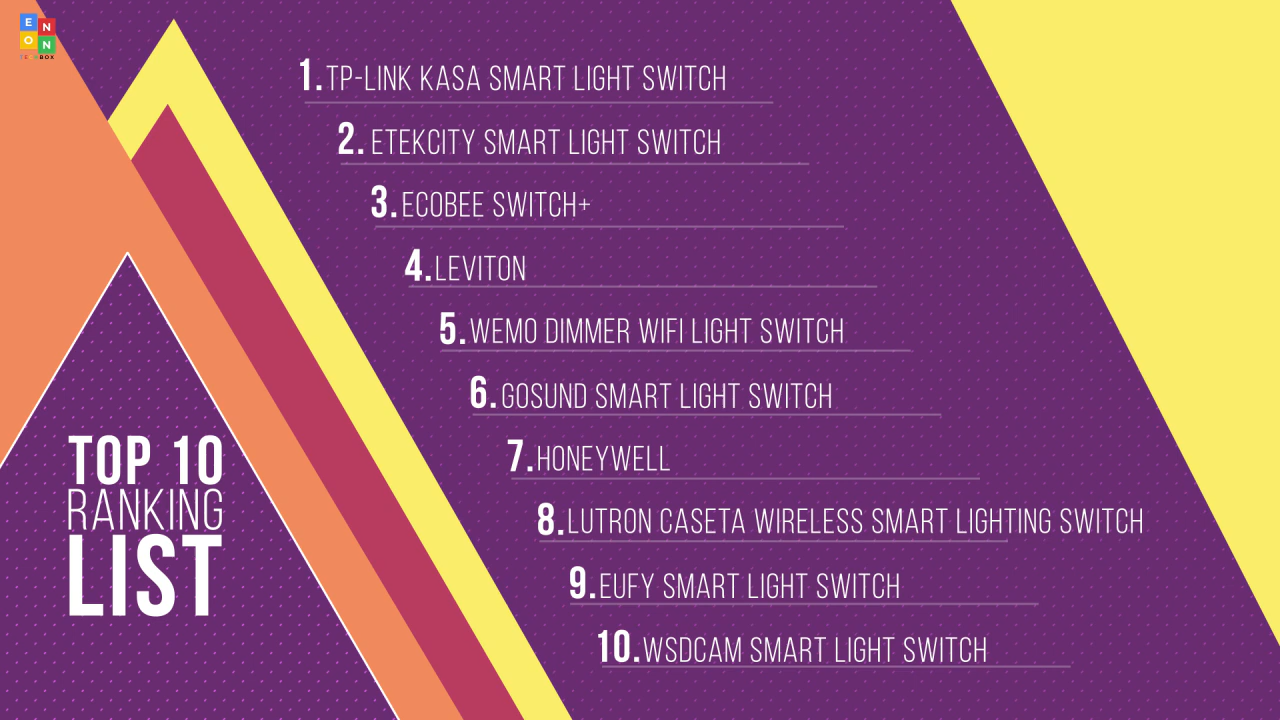 E N
O N
TECHBOX
1. TP-LINK KASA SMART LIGHT SWITCH
2. ETEKCITY SMART LIGHT SWITCH
3. ECOBEE SWITCH+
4. LEVITON
5. WEMO DIMMER WIFI LIGHT SWITCH
6. GOSUND SMART LIGHT SWITCH
7. HONEYWELL
8. LUTRON CASETA WIRELESS SMART LIGHTING SWITCH
9. EUFY SMART LIGHT SWITCH
10. WSDCAM SMART LIGHT SWITCH
TOP 10
RANKING
LIST